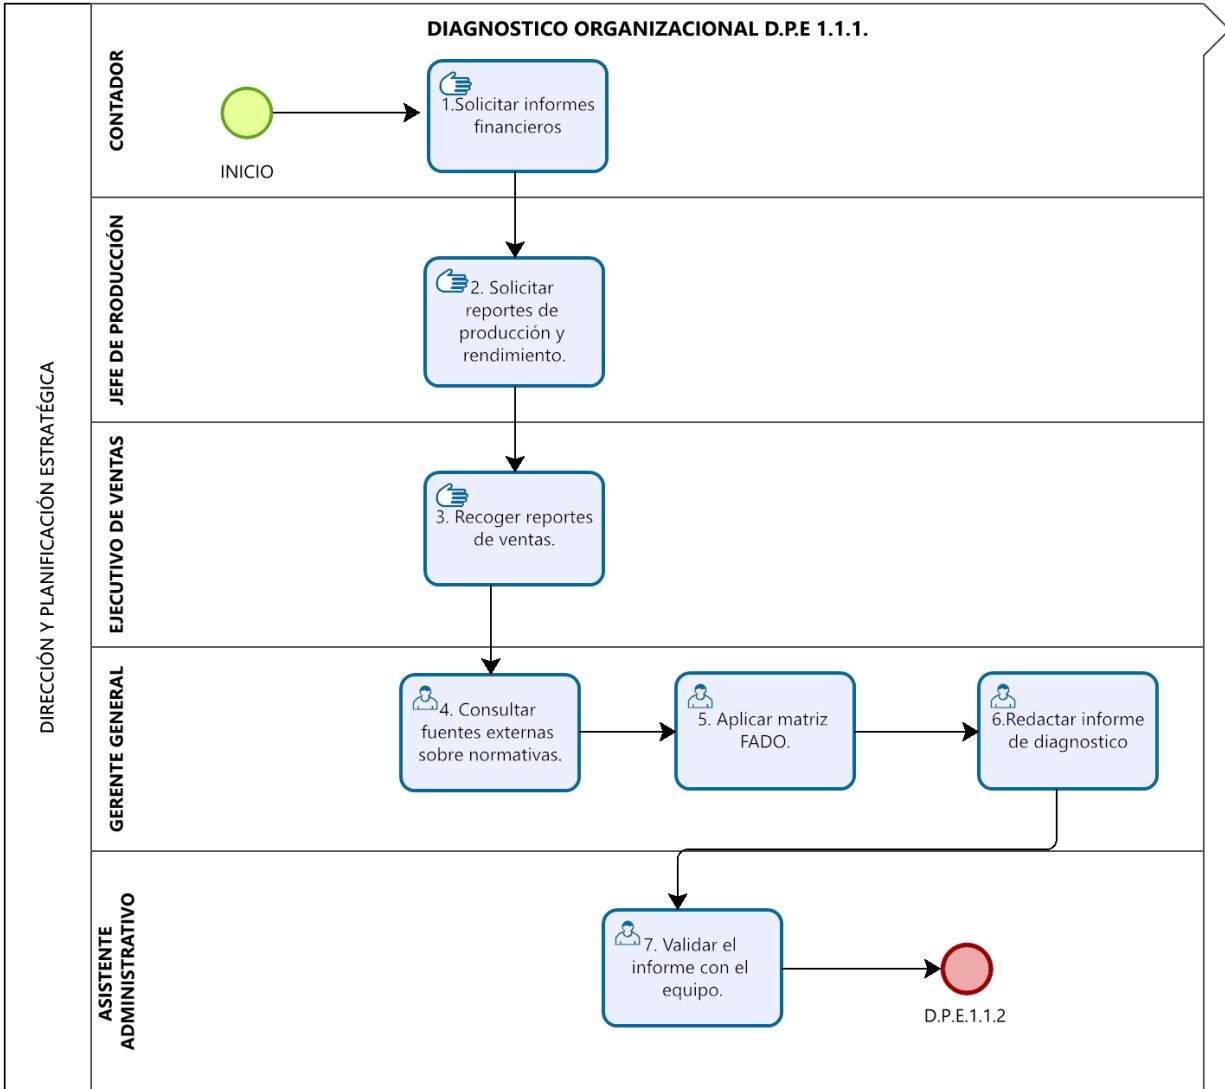 DIAGNOSTICO ORGANIZACIONAL D.P.E 1.1.1.
DIRECCIÓN Y PLANIFICACIÓN ESTRATÉGICA
CONTADOR
INICIO
1.Solicitar informes
financieros
JEFE DE PRODUCCIÓN
2. Solicitar
reportes de
producción y
rendimiento.
EJECUTIVO DE VENTAS
3. Recoger reportes
de ventas.
GERENTE GENERAL
4. Consultar
fuentes externas
sobre normativas.
5. Aplicar matriz
FADO.
6.Redactar informe
de diagnostico
ASISTENTE
ADMINISTRATIVO
7. Validar el
informe con el
equipo.
D.P.E.1.1.2